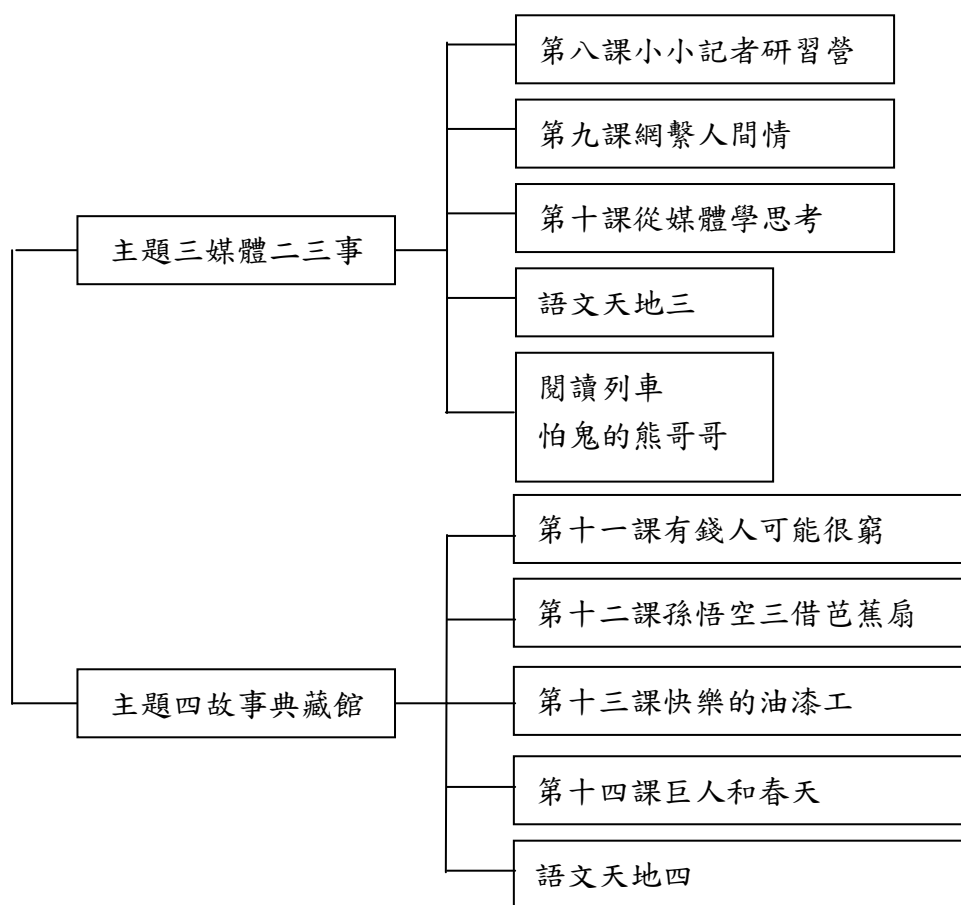 主題三媒體二三事
第八課小小記者研習營
第九課網繫人間情
第十課從媒體學思考
語文天地三
閱讀列車
怕鬼的熊哥哥
主題四故事典藏館
第十一課有錢人可能很窮
第十二課孫悟空三借芭蕉扇
第十三課快樂的油漆工
第十四課巨人和春天
語文天地四